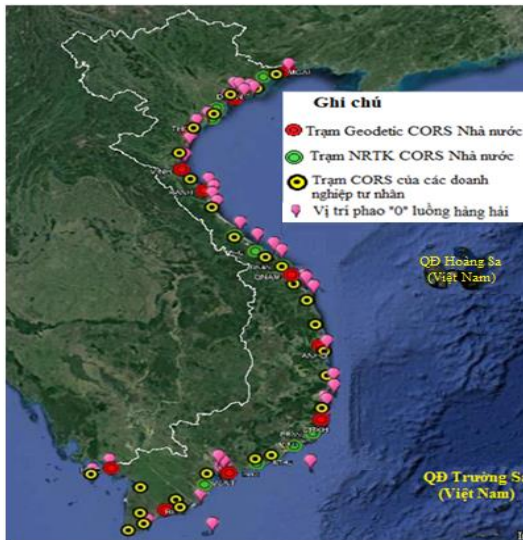 Ghi chú
Trạm Geodetic CORS Nhà nước
Trạm NRTK CORS Nhà nước
Trạm CORS của các doanh
nghiệp tư nhân
Vị trí phao "0" luồng hàng hải
QĐ Hoàng Sa
(Việt Nam)
QĐ Trường Sa
(Việt Nam)